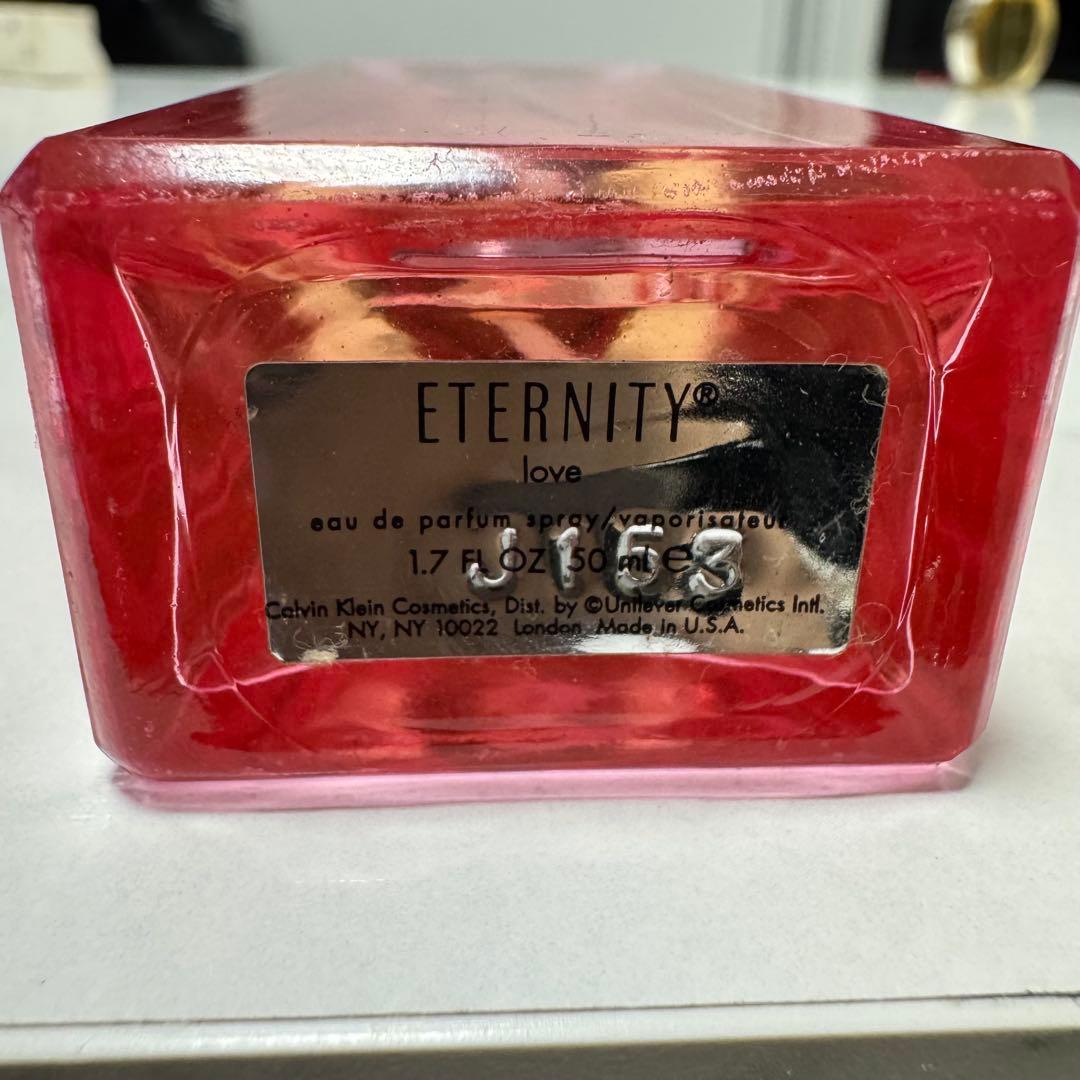 ETERNITY®
love
eau de parfum spray/vaporisateur
1.7 FL OZ 50 ml e
J153
Calvin Klein Cosmetics, Dist. by ©Unilever Cosmetics Intl.
NY, NY 10022 London Made in U.S.A.